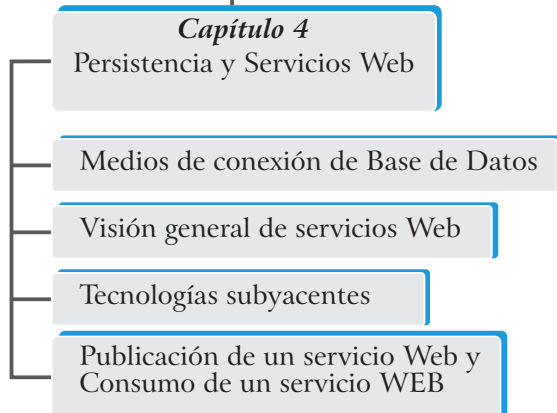 Capítulo 4
Persistencia y Servicios Web
Medios de conexión de Base de Datos
Visión general de servicios Web
Tecnologías subyacentes
Publicación de un servicio Web y
Consumo de un servicio WEB